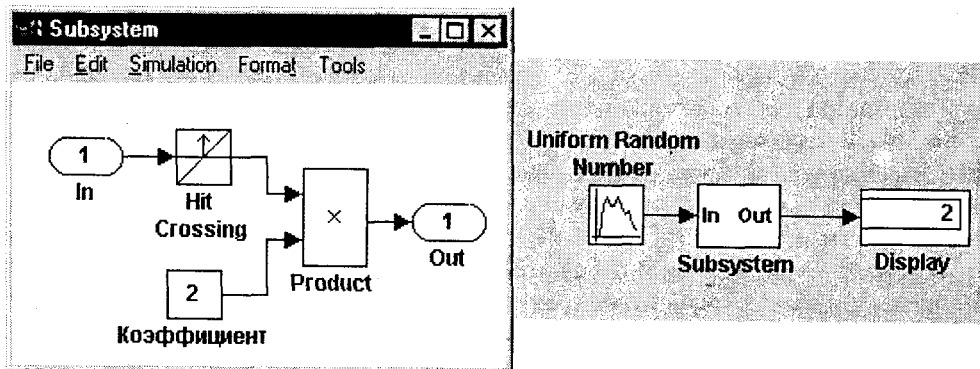 Subsystem
File Edit Simulation Format Tools
1
In
Hit
Crossing
2
Коэффициент
×
Product
1
Out
Uniform Random
Number
In Out
Subsystem
2
Display